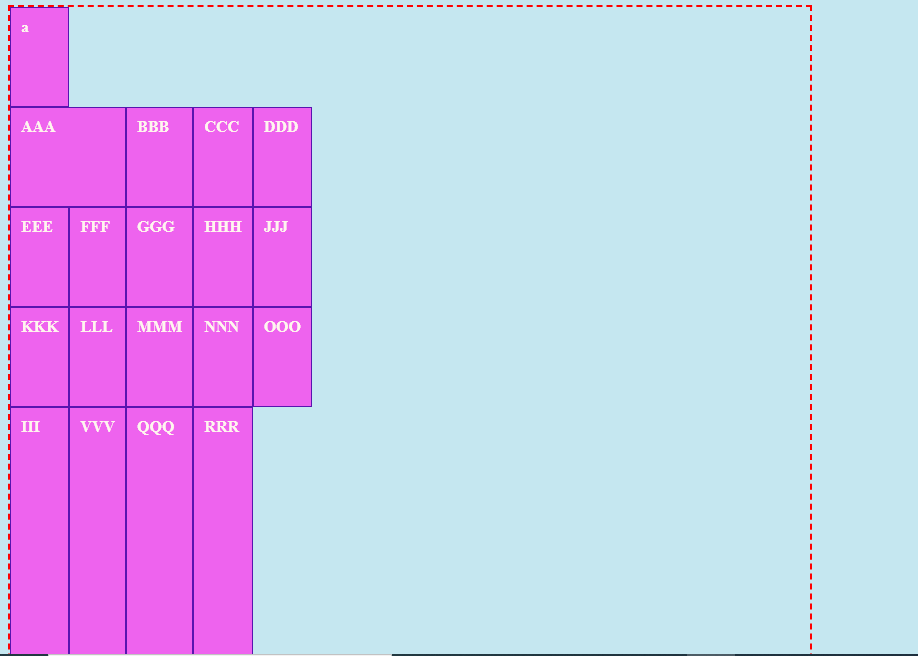 a
AAA BBB CCC DDD
EEE FFF GGG HHH JJJ
KKK LLL MMM NNN OOO
III VVV QQQ RRR